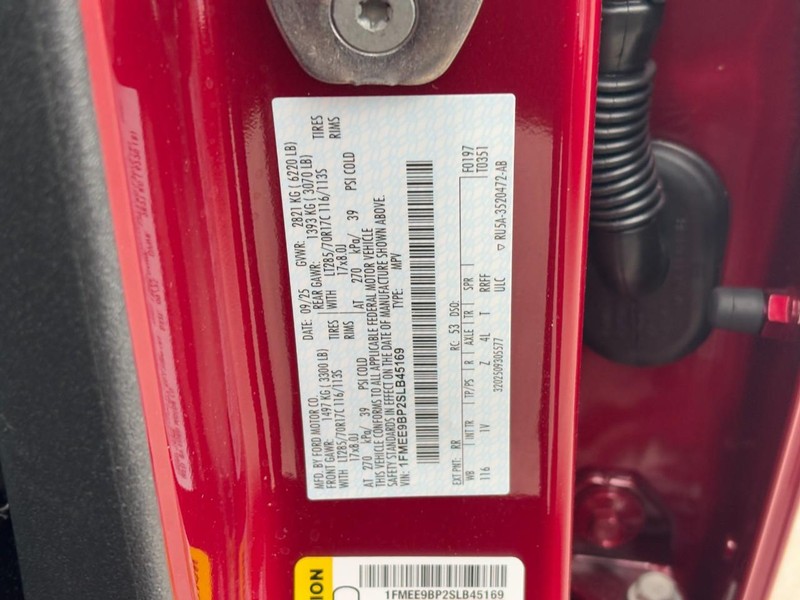 MFD. BY FORD MOTOR CO.
DATE: 09/25 GVWR: 2821 KG ( 6220 LB)
FRONT GAWR: 1497 KG ( 3300 LB) REAR GAWR: 1393 KG ( 3070 LB)
WITH LT285/70R17C 116/113S TIRES WITH LT285/70R17C 116/113S TIRES
17x8.0J RIMS 17x8.0J RIMS
AT 270 kPa/ 39 PSI COLD AT 270 kPa/ 39 PSI COLD
THIS VEHICLE CONFORMS TO ALL APPLICABLE FEDERAL MOTOR VEHICLE
SAFETY STANDARDS IN EFFECT ON THE DATE OF MANUFACTURE SHOWN ABOVE.
VIN: 1FMEE9BP2SLB45169 TYPE: MPV
F0197
T0351
EXT PNT: RR RC: 53 DSO:
WB INT TR TP/PS R AXLE TR SPR
116 1V Z 4L T RRFF
3202509305577 ULC
▽ RU5A-3520472-AB
ION
1FMEE9BP2SLB45169